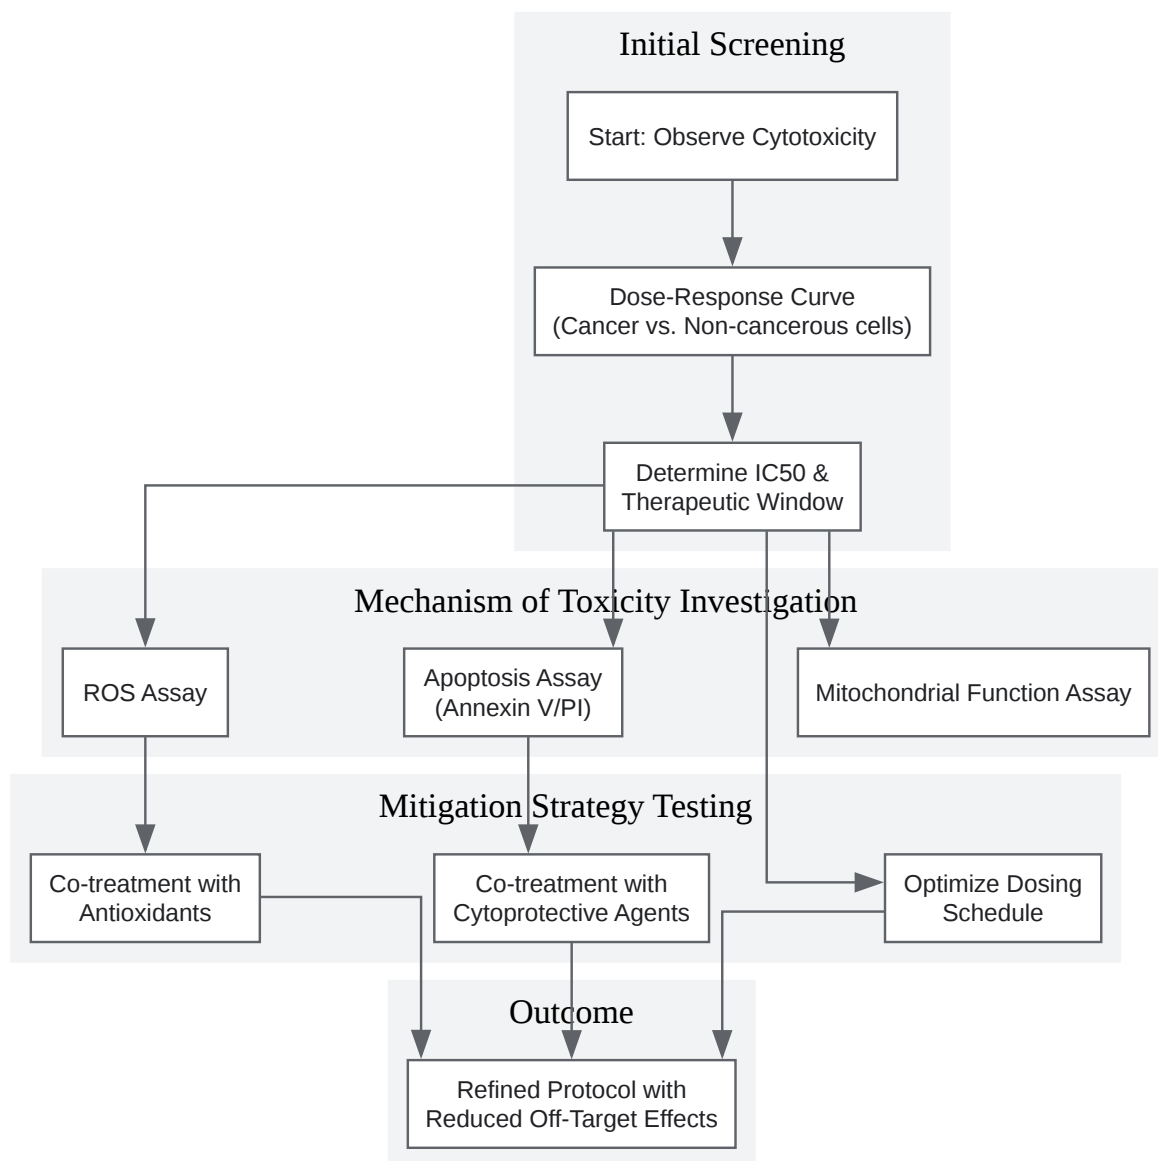 Initial Screening
Start: Observe Cytotoxicity
Dose-Response Curve
(Cancer vs. Non-cancerous cells)
Determine IC50 &
Therapeutic Window
Mechanism of Toxicity Investigation
ROS Assay
Apoptosis Assay
(Annexin V/PI)
Mitochondrial Function Assay
Mitigation Strategy Testing
Co-treatment with
Antioxidants
Co-treatment with
Cytoprotective Agents
Optimize Dosing
Schedule
Outcome
Refined Protocol with
Reduced Off-Target Effects